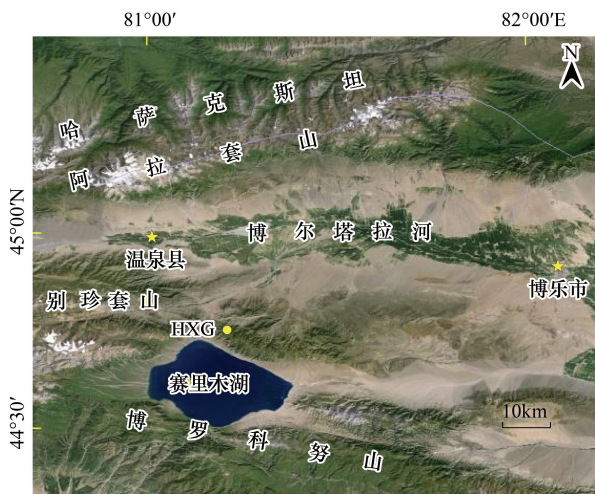 81°00′
82°00′E
N
哈萨克斯坦
阿拉套山
45°00′N
博尔塔拉河
温泉县
博乐市
别珍套山
HXG
赛里木湖
10km
44°30′
博罗科努山